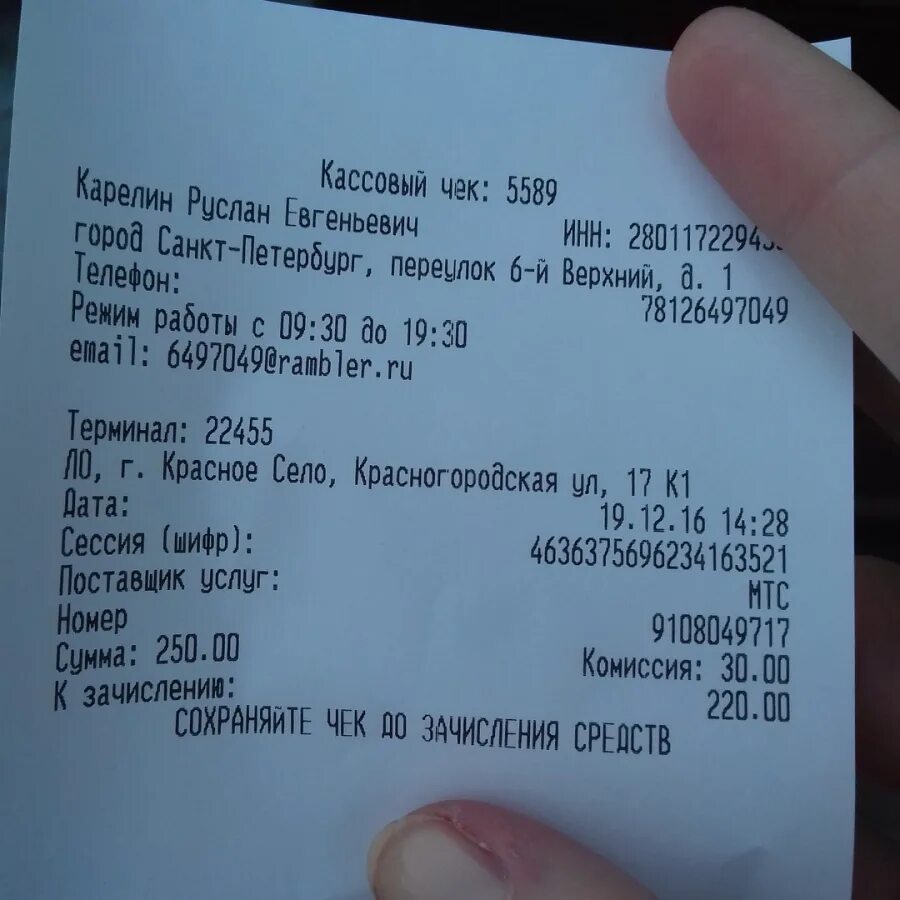 Кассовый чек: 5589
Карелин Руслан Евгеньевич ИНН:
город Санкт-Петербург, переулок 6-й Верхний, д. 1
Телефон: 78126497049
Режим работы с 09:30 до 19:30
email: 6497049@rambler.ru
Терминал: 22455
ЛО, г. Красное Село, Красногородская ул, 17 К1
Дата: 19.12.16 14:28
Сессия (шифр): 4636375696234163521
Поставщик услуг: МТС
Номер 9108049717
Сумма: 250.00 Комиссия: 30.00
К зачислению: 220.00
СОХРАНЯЙТЕ ЧЕК ДО ЗАЧИСЛЕНИЯ СРЕДСТВ